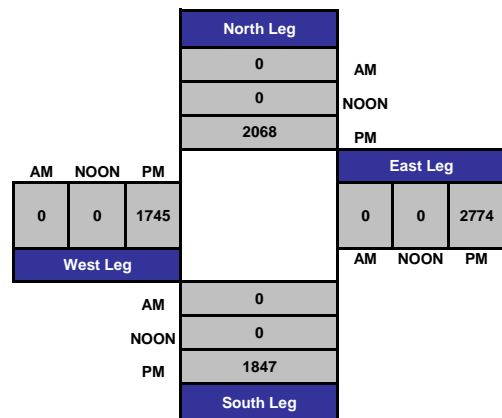 North Leg
0 AM
0 NOON
2068 PM
AM NOON PM East Leg
0 0 1745 0 0 2774
West Leg AM NOON PM
AM 0
NOON 0
PM 1847
South Leg